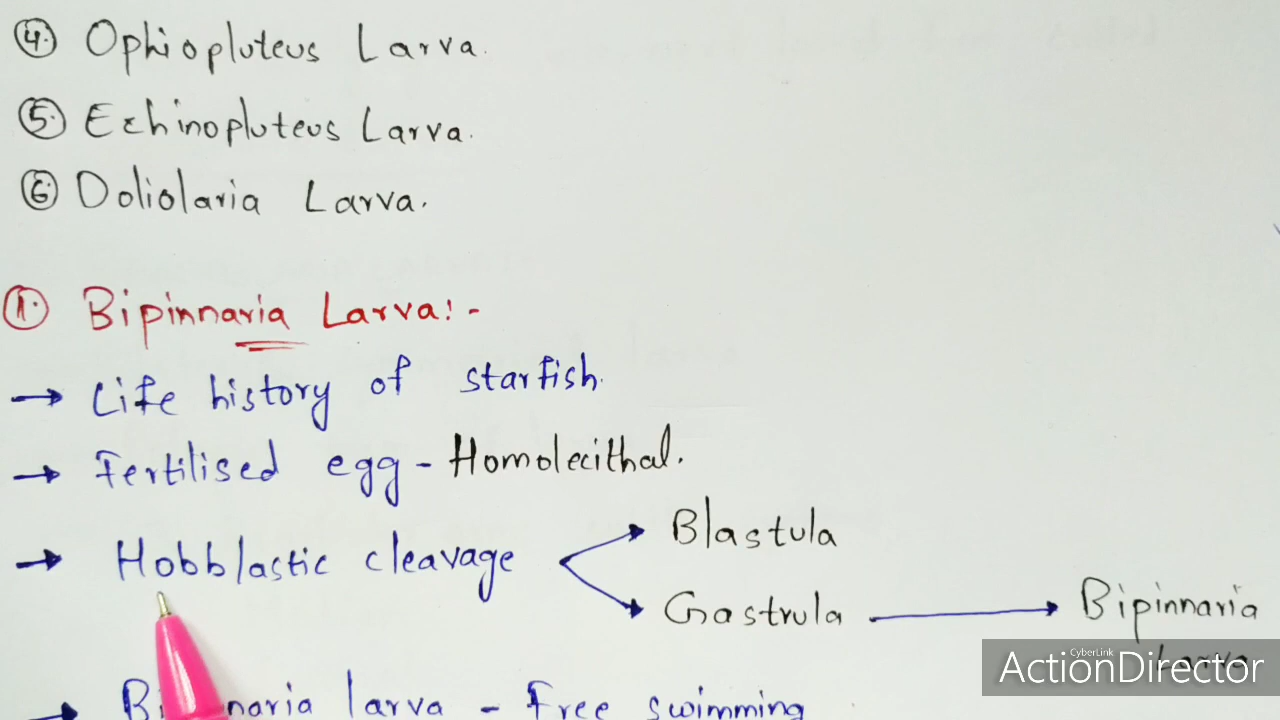 ④ Ophiopluteus Larva.
⑤ Echinopluteus Larva.
⑥ Doliolaria Larva.
① Bipinnaria Larva:-
→ Life history of starfish.
→ Fertilised egg - Homolecithal.
→ Hobblastic cleavage
Blastula
Gastrula → Bipinnaria
Larva
CyberLink
ActionDirector
larva - Free swimming